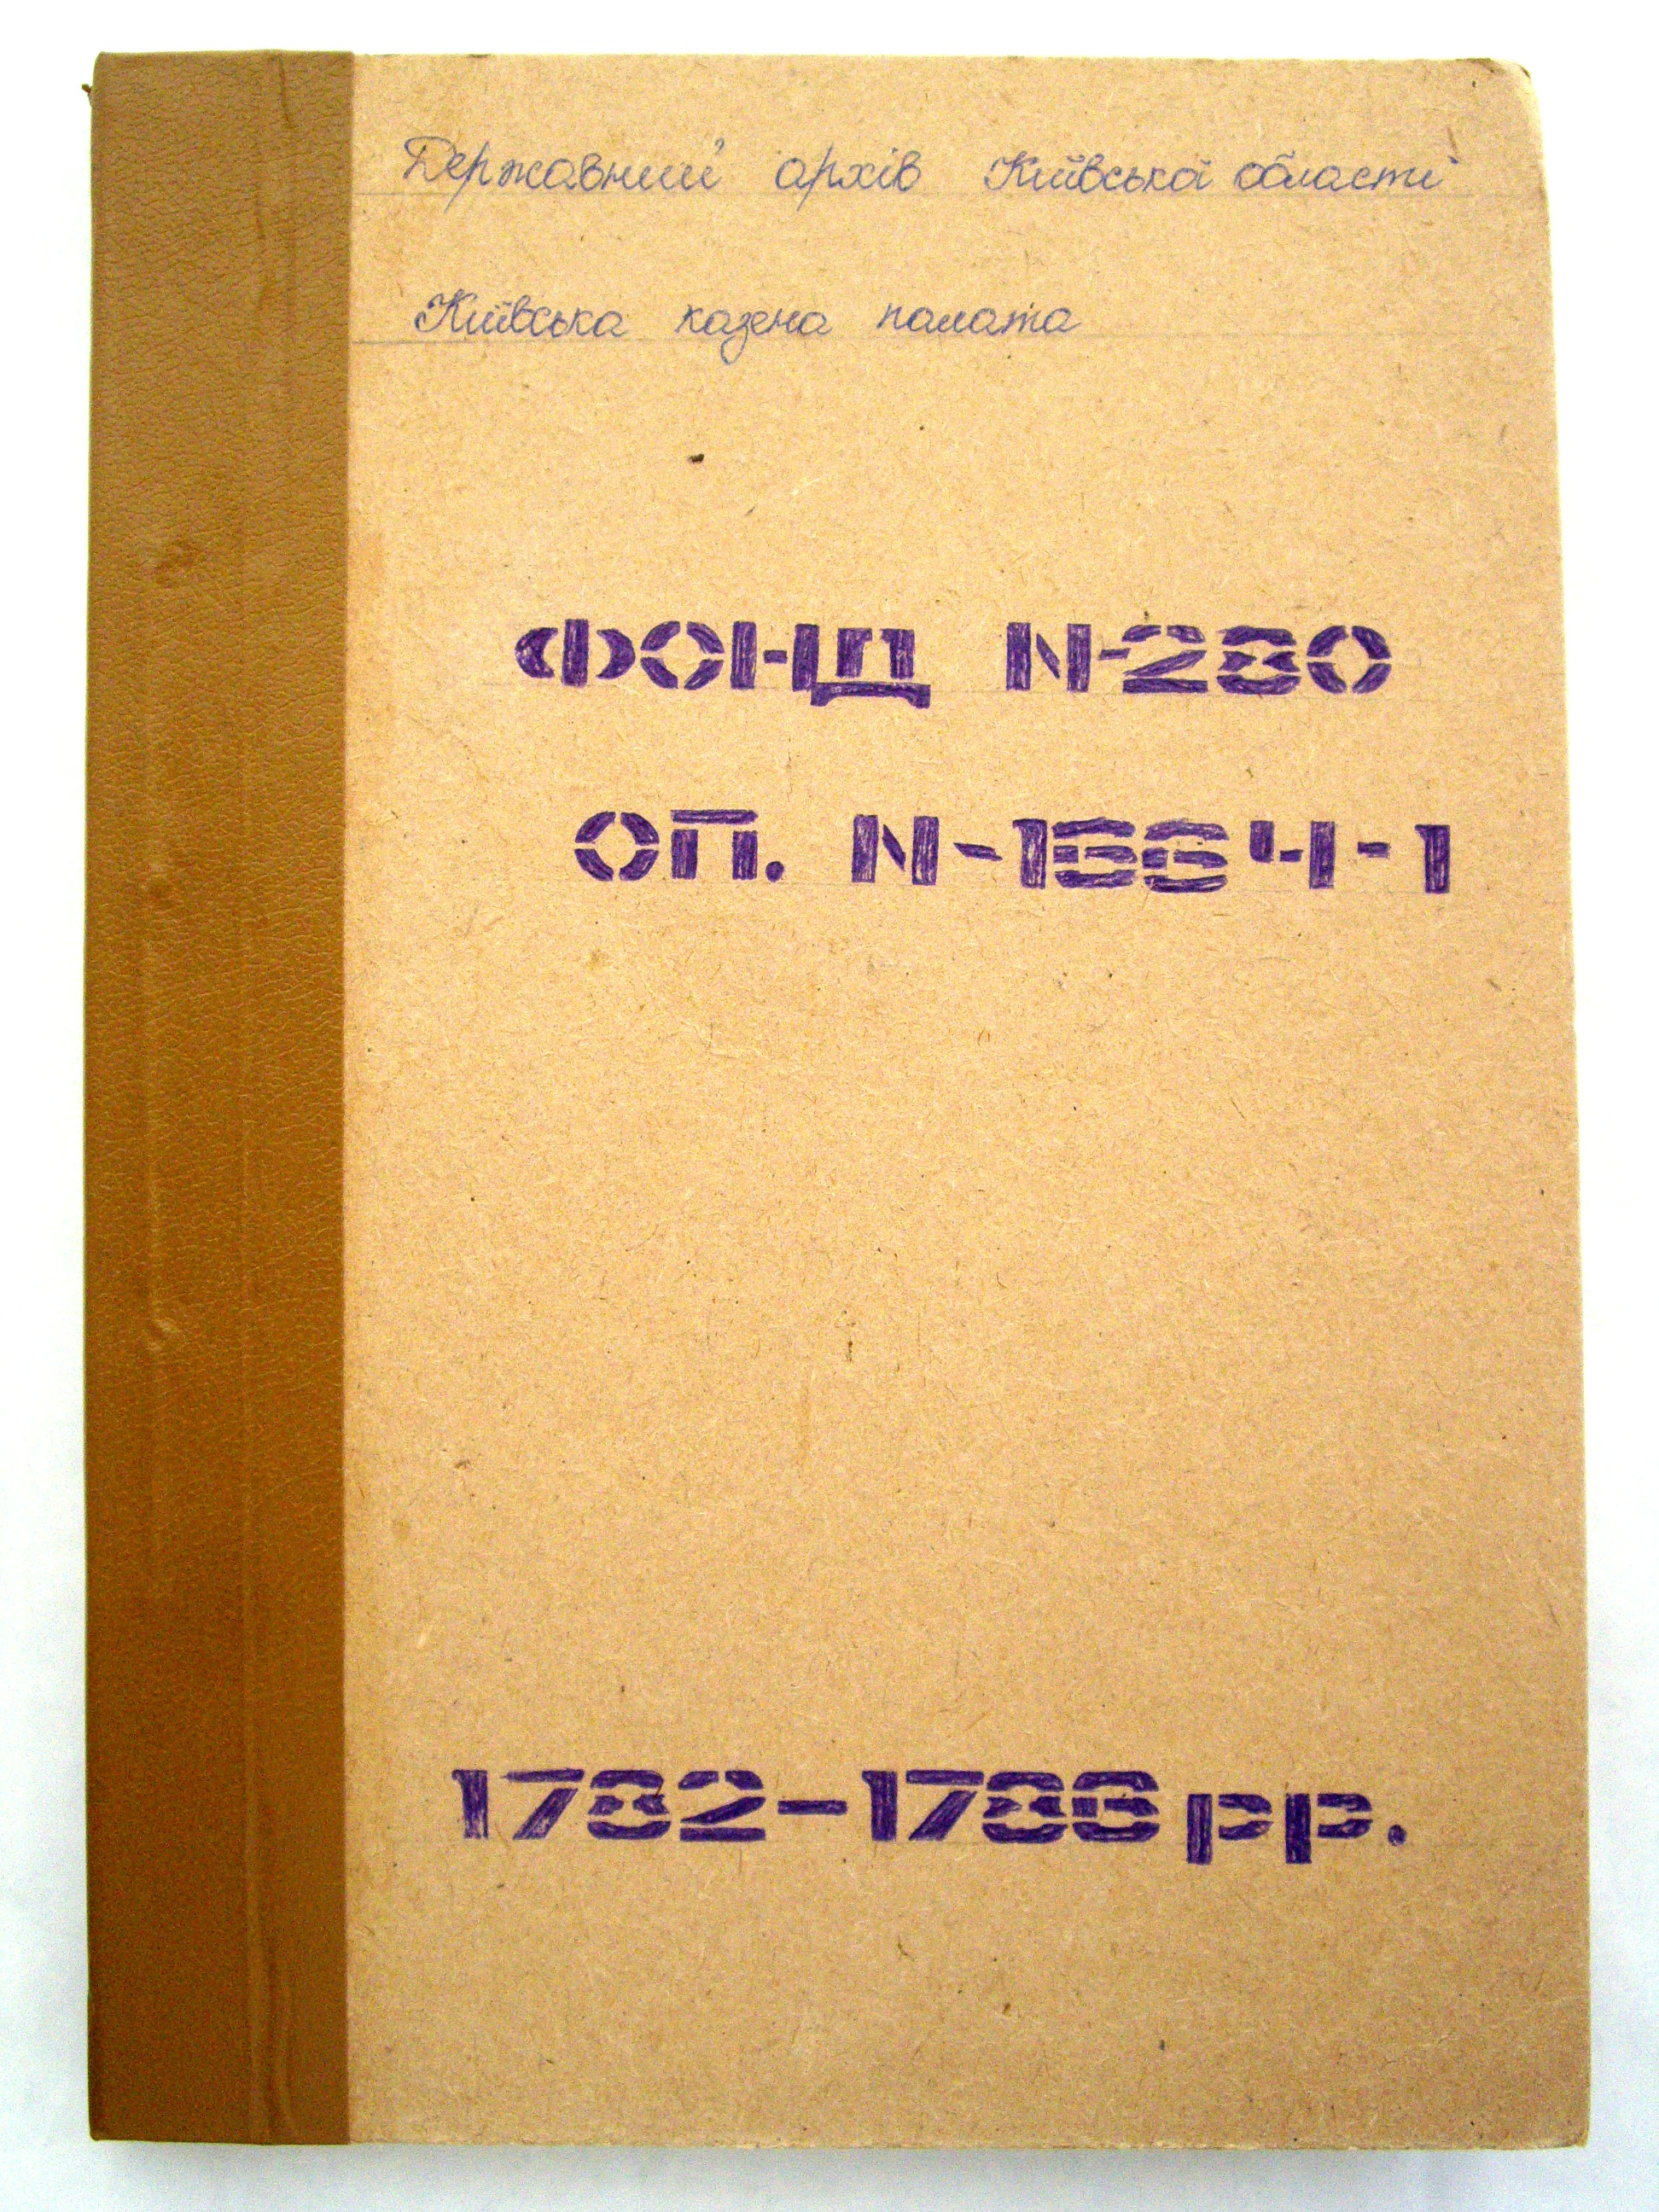 Державний архів Київської області
Київська казена палата
ФОНД N-280
ОП. N-1664-1
1782-1786 рр.